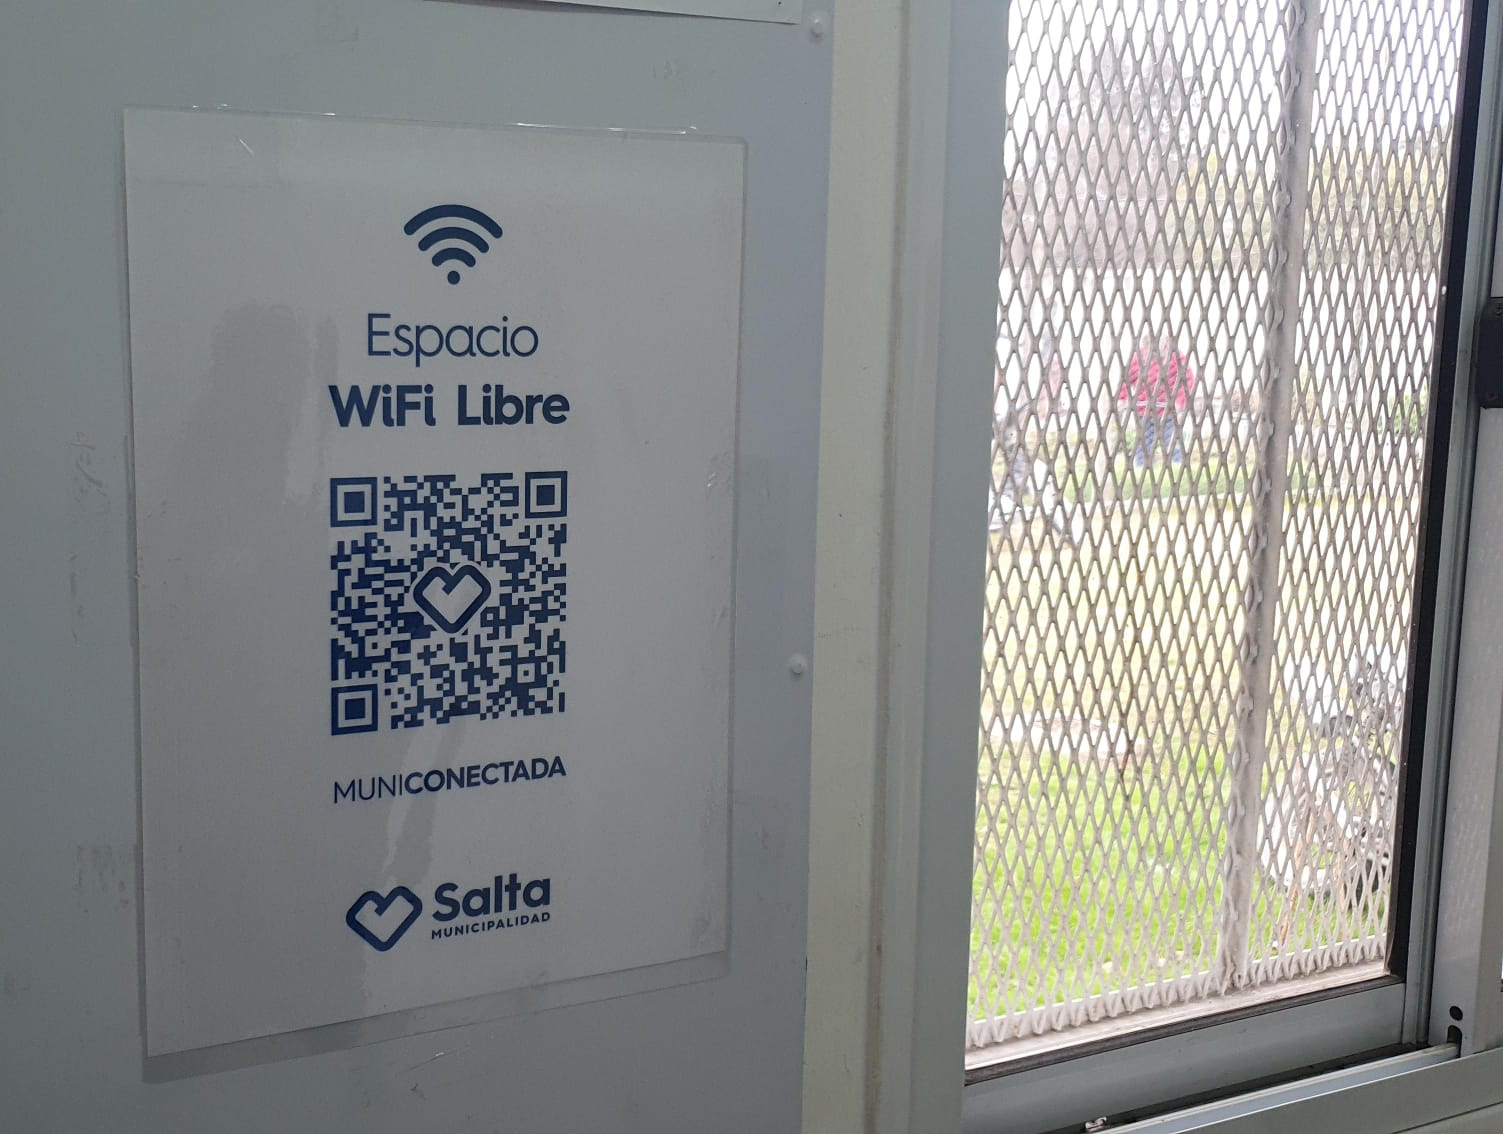 Espacio
WiFi Libre
MUNICONECTADA
Salta
MUNICIPALIDAD